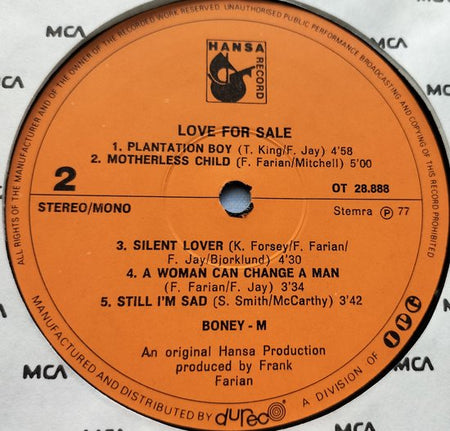 ALL RIGHTS OF THE MANUFACTURER AND OF THE OWNER OF THE RECORDED WORK RESERVED. UNAUTHORISED PUBLIC PERFORMANCE, BROADCASTING AND COPYING OF THIS RECORD PROHIBITED
HANSA
RECORD
LOVE FOR SALE
1. PLANTATION BOY (T. King/F. Jay) 4'58
2. MOTHERLESS CHILD (F. Farian/Mitchell) 5'00
2
OT 28.888
STEREO/MONO
Stemra Ⓟ 77
3. SILENT LOVER (K. Forsey/F. Farian/
F. Jay/Bjorklund) 4'30
4. A WOMAN CAN CHANGE A MAN
(F. Farian/F. Jay) 3'34
5. STILL I'M SAD (S. Smith/McCarthy) 3'42
BONEY - M
An original Hansa Production
produced by Frank
Farian
MANUFACTURED AND DISTRIBUTED BY dureco A DIVISION OF
MCA
MCA
MCA
MCA
MCA